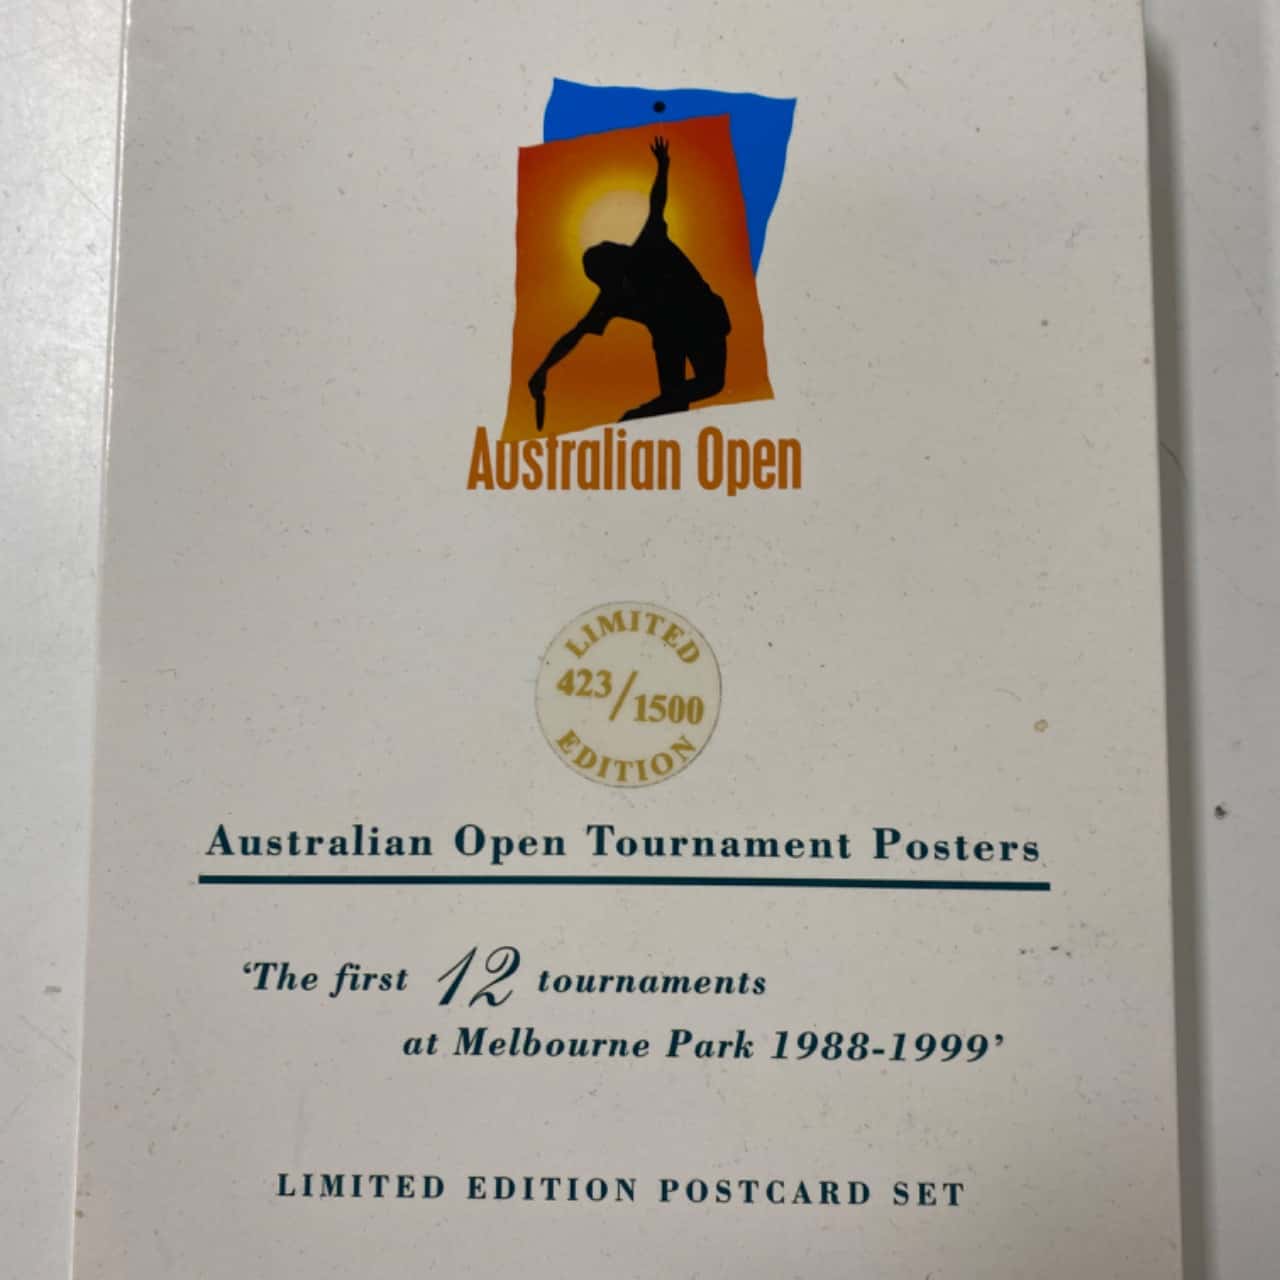 Australian Open
LIMITED
423/1500
EDITION
Australian Open Tournament Posters
‘The first 12 tournaments
at Melbourne Park 1988-1999’
LIMITED EDITION POSTCARD SET